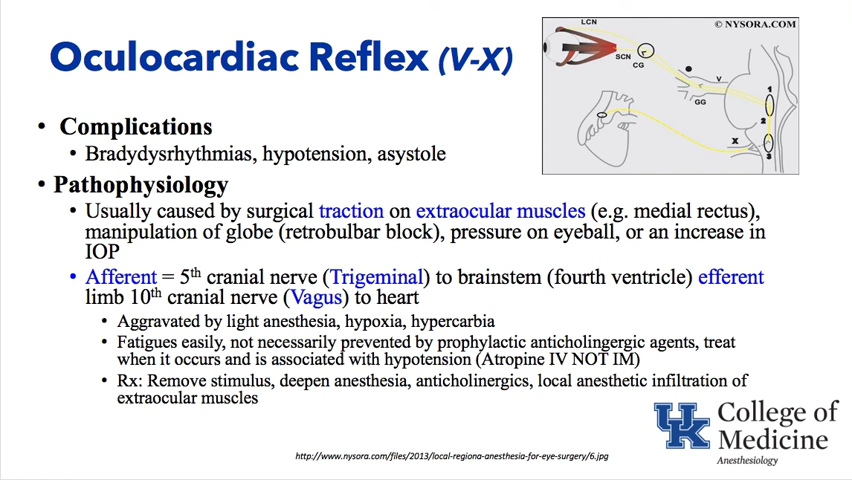 Oculocardiac Reflex (V-X)
© NYSORA.COM
LCN
SCN
CG
V
GG
1
2
X
3
• Complications
• Bradydysrhythmias, hypotension, asystole
• Pathophysiology
• Usually caused by surgical traction on extraocular muscles (e.g. medial rectus),
manipulation of globe (retrobulbar block), pressure on eyeball, or an increase in
IOP
• Afferent = 5th cranial nerve (Trigeminal) to brainstem (fourth ventricle) efferent
limb 10th cranial nerve (Vagus) to heart
• Aggravated by light anesthesia, hypoxia, hypercarbia
• Fatigues easily, not necessarily prevented by prophylactic anticholingergic agents, treat
when it occurs and is associated with hypotension (Atropine IV NOT IM)
• Rx: Remove stimulus, deepen anesthesia, anticholinergics, local anesthetic infiltration of
extraocular muscles
UK College of
Medicine
Anesthesiology
http://www.nysora.com/files/2013/local-regiona-anesthesia-for-eye-surgery/6.jpg